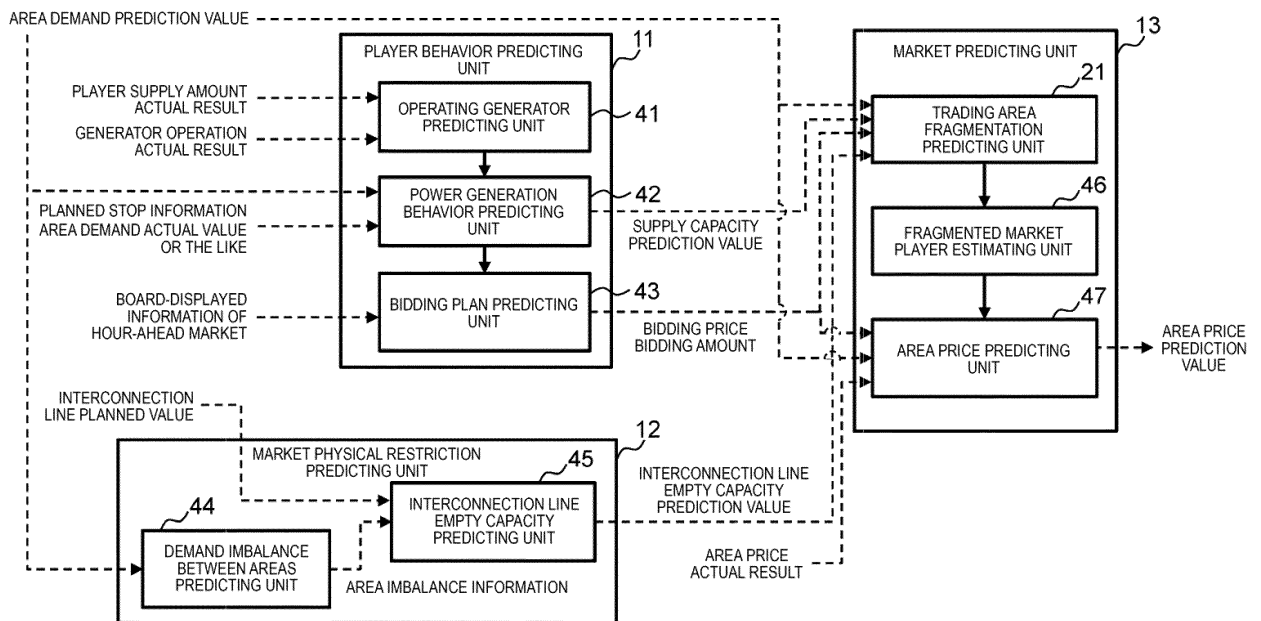 AREA DEMAND PREDICTION VALUE
11
PLAYER BEHAVIOR PREDICTING
UNIT
PLAYER SUPPLY AMOUNT
ACTUAL RESULT
GENERATOR OPERATION
ACTUAL RESULT
OPERATING GENERATOR
PREDICTING UNIT
41
PLANNED STOP INFORMATION
AREA DEMAND ACTUAL VALUE
OR THE LIKE
POWER GENERATION
BEHAVIOR PREDICTING
UNIT
42
SUPPLY CAPACITY
PREDICTION VALUE
BOARD-DISPLAYED
INFORMATION OF
HOUR-AHEAD MARKET
BIDDING PLAN PREDICTING
UNIT
43
BIDDING PRICE
BIDDING AMOUNT
13
MARKET PREDICTING UNIT
21
TRADING AREA
FRAGMENTATION
PREDICTING UNIT
46
FRAGMENTED MARKET
PLAYER ESTIMATING UNIT
47
AREA PRICE PREDICTING
UNIT
AREA PRICE
PREDICTION
VALUE
INTERCONNECTION
LINE PLANNED VALUE
12
MARKET PHYSICAL RESTRICTION
PREDICTING UNIT
45
INTERCONNECTION LINE
EMPTY CAPACITY
PREDICTING UNIT
INTERCONNECTION LINE
EMPTY CAPACITY
PREDICTION VALUE
44
DEMAND IMBALANCE
BETWEEN AREAS
PREDICTING UNIT
AREA IMBALANCE INFORMATION
AREA PRICE
ACTUAL RESULT